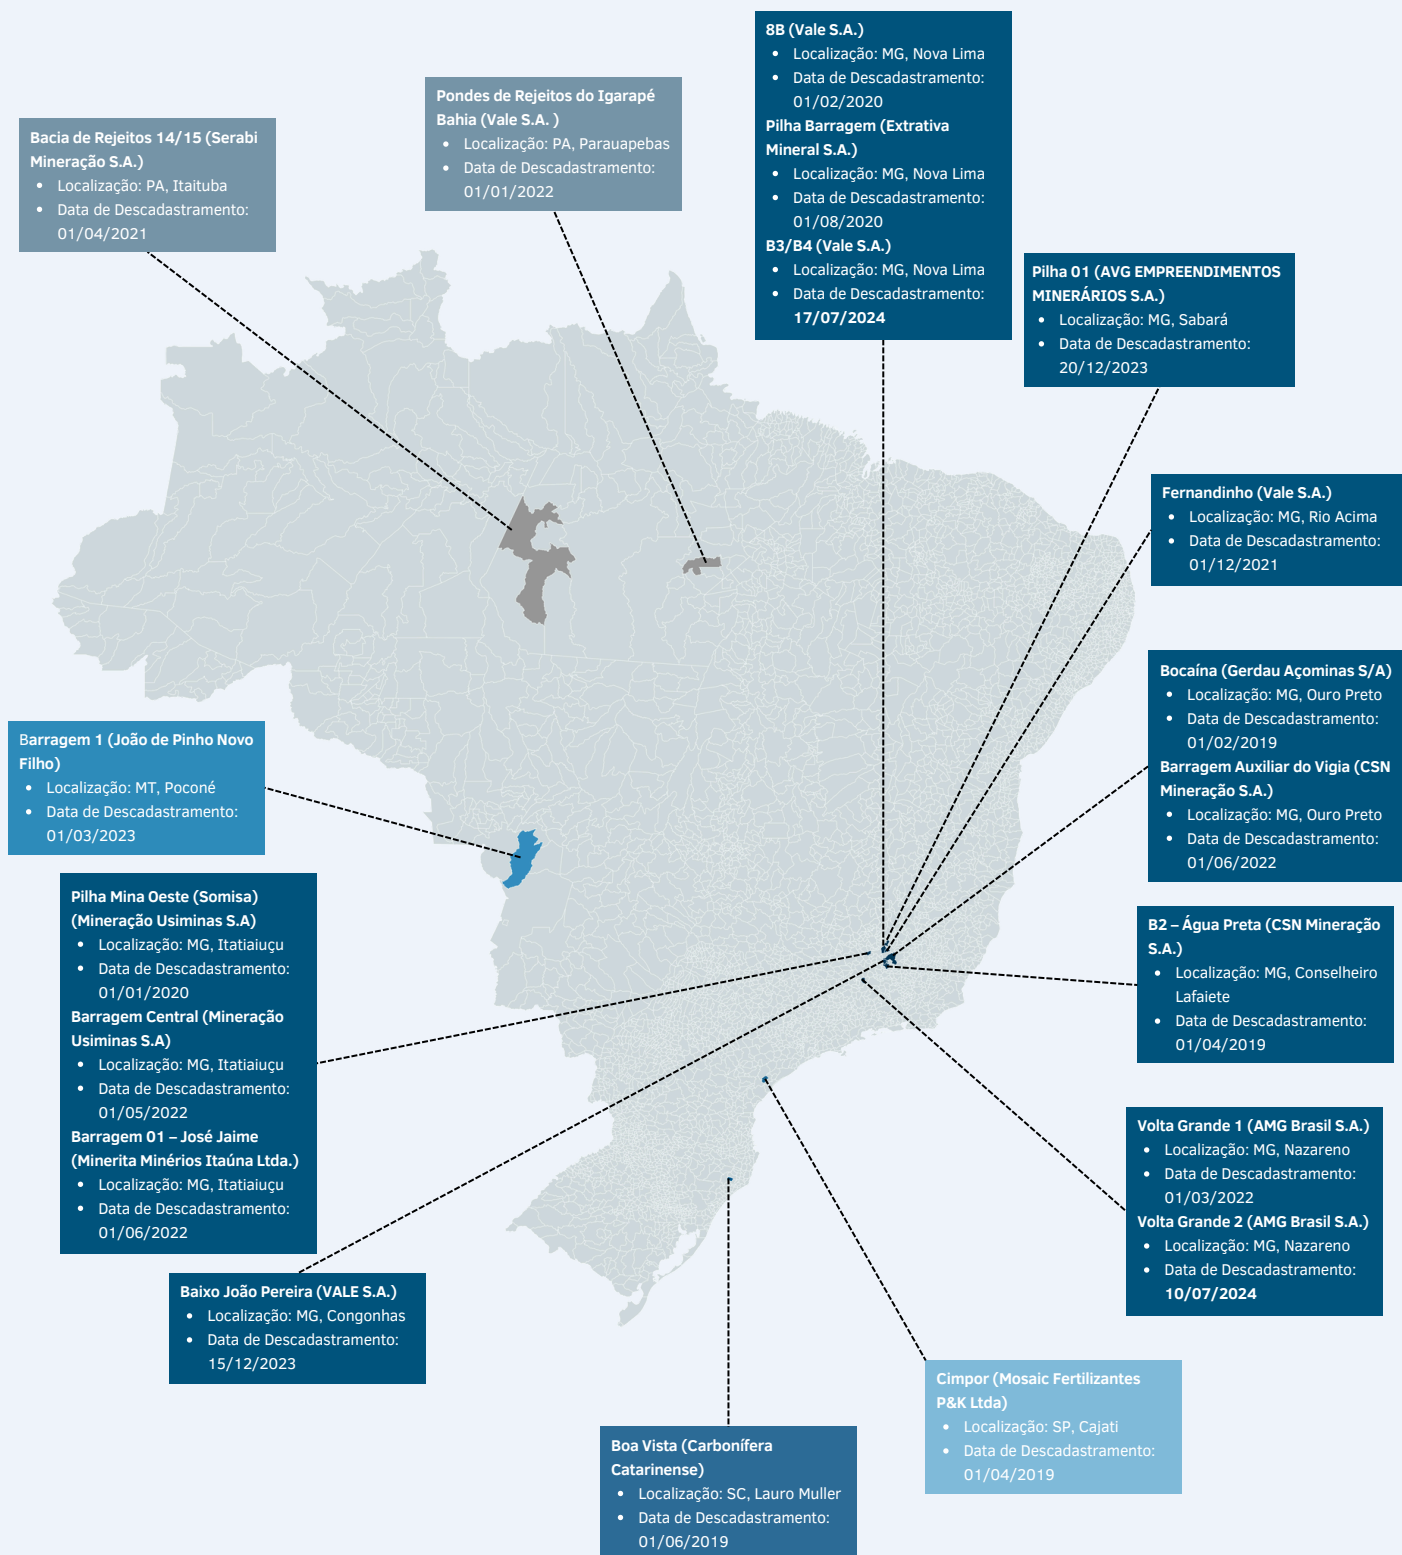 8B (Vale S.A.)
• Localização: MG, Nova Lima
• Data de Descadastramento:
01/02/2020
Pilha Barragem (Extrativa
Mineral S.A.)
• Localização: MG, Nova Lima
• Data de Descadastramento:
01/08/2020
B3/B4 (Vale S.A.)
• Localização: MG, Nova Lima
• Data de Descadastramento:
17/07/2024
Pondes de Rejeitos do Igarapé
Bahia (Vale S.A. )
• Localização: PA, Parauapebas
• Data de Descadastramento:
01/01/2022
Bacia de Rejeitos 14/15 (Serabi
Mineração S.A.)
• Localização: PA, Itaituba
• Data de Descadastramento:
01/04/2021
Pilha 01 (AVG EMPREENDIMENTOS
MINERÁRIOS S.A.)
• Localização: MG, Sabará
• Data de Descadastramento:
20/12/2023
Fernandinho (Vale S.A.)
• Localização: MG, Rio Acima
• Data de Descadastramento:
01/12/2021
Bocaína (Gerdau Açominas S/A)
• Localização: MG, Ouro Preto
• Data de Descadastramento:
01/02/2019
Barragem Auxiliar do Vigia (CSN
Mineração S.A.)
• Localização: MG, Ouro Preto
• Data de Descadastramento:
01/06/2022
Barragem 1 (João de Pinho Novo
Filho)
• Localização: MT, Poconé
• Data de Descadastramento:
01/03/2023
Pilha Mina Oeste (Somisa)
(Mineração Usiminas S.A)
• Localização: MG, Itatiaiuçu
• Data de Descadastramento:
01/01/2020
Barragem Central (Mineração
Usiminas S.A)
• Localização: MG, Itatiaiuçu
• Data de Descadastramento:
01/05/2022
Barragem 01 – José Jaime
(Minerita Minérios Itaúna Ltda.)
• Localização: MG, Itatiaiuçu
• Data de Descadastramento:
01/06/2022
B2 – Água Preta (CSN Mineração
S.A.)
• Localização: MG, Conselheiro
Lafaiete
• Data de Descadastramento:
01/04/2019
Volta Grande 1 (AMG Brasil S.A.)
• Localização: MG, Nazareno
• Data de Descadastramento:
01/03/2022
Volta Grande 2 (AMG Brasil S.A.)
• Localização: MG, Nazareno
• Data de Descadastramento:
10/07/2024
Baixo João Pereira (VALE S.A.)
• Localização: MG, Congonhas
• Data de Descadastramento:
15/12/2023
Cimpor (Mosaic Fertilizantes
P&K Ltda)
• Localização: SP, Cajati
• Data de Descadastramento:
01/04/2019
Boa Vista (Carbonífera
Catarinense)
• Localização: SC, Lauro Muller
• Data de Descadastramento:
01/06/2019